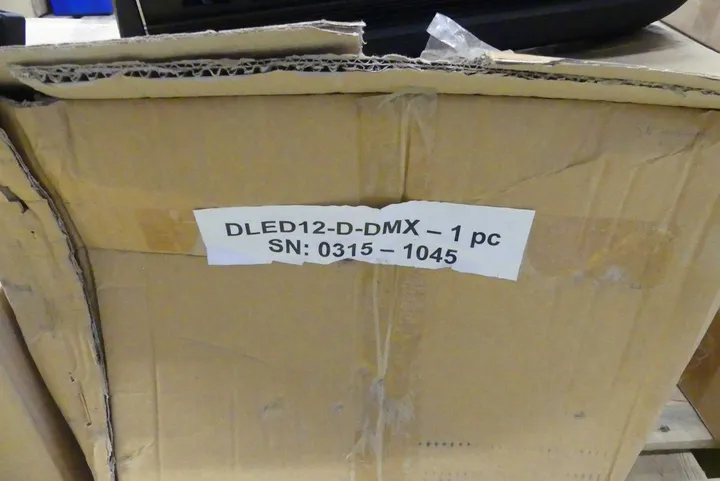 DLED12-D-DMX – 1 pc
SN: 0315 – 1045